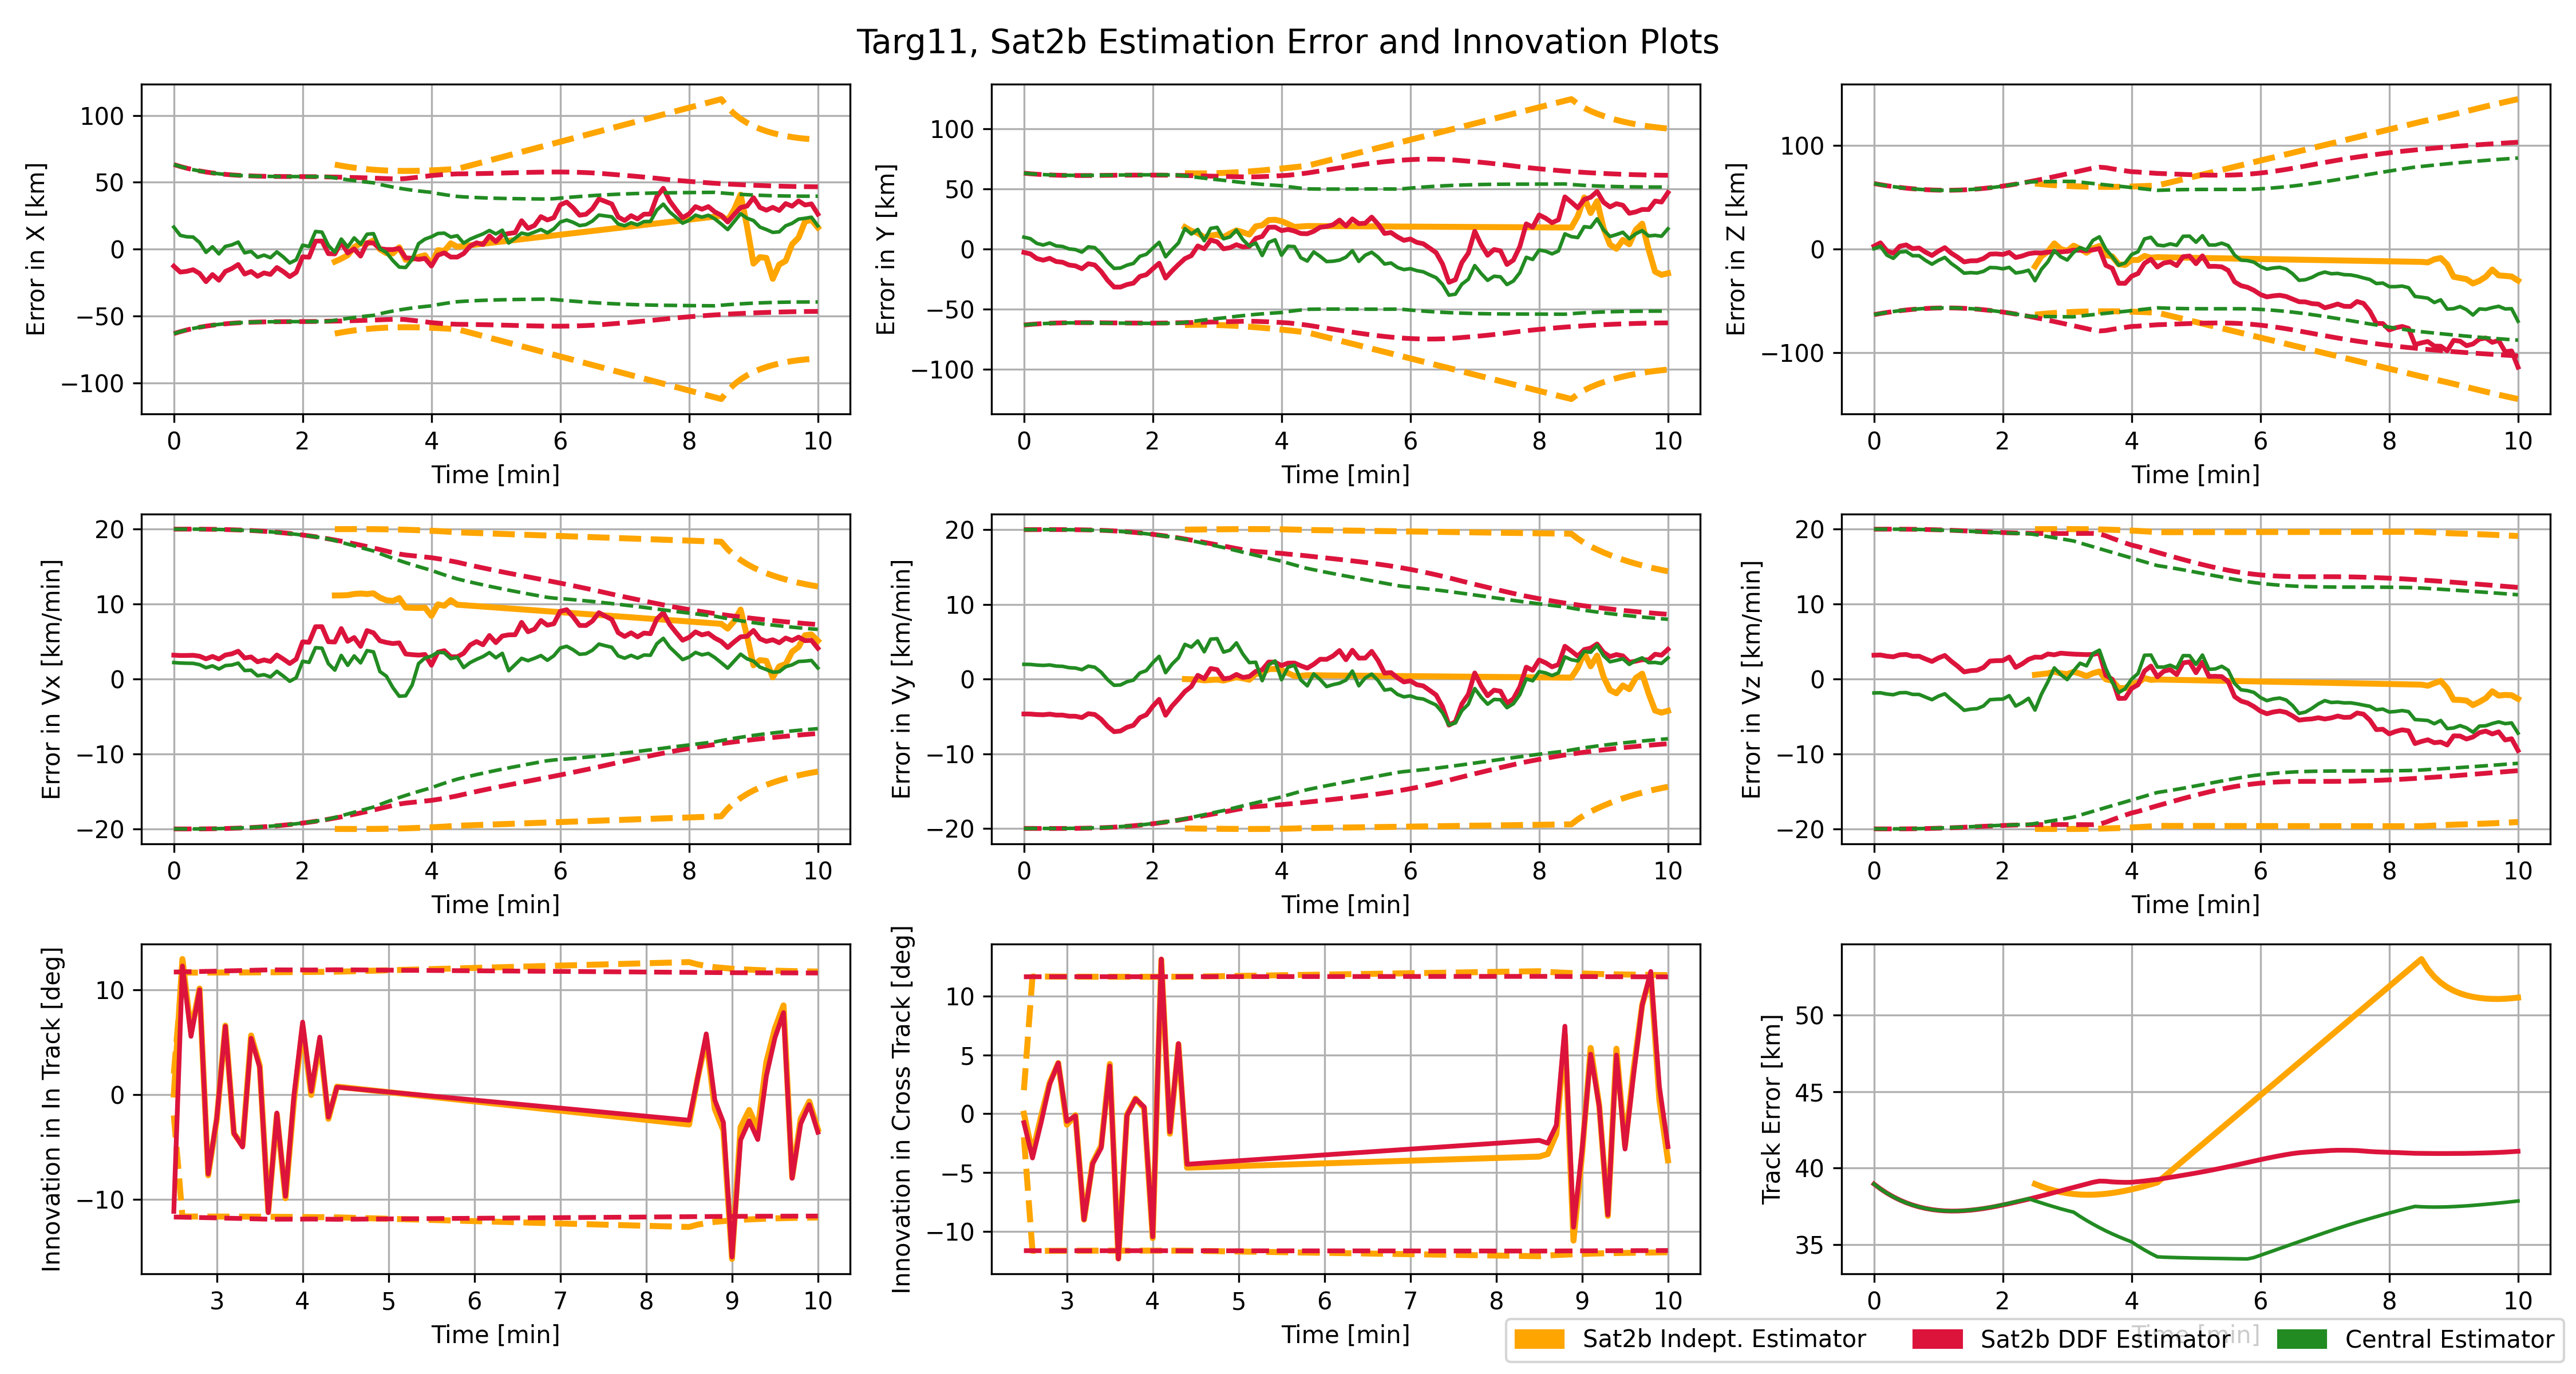 Targ11, Sat2b Estimation Error and Innovation Plots
Error in X [km]
100
50
0
−50
−100
0 2 4 6 8 10
Time [min]
Error in Y [km]
100
50
0
−50
−100
0 2 4 6 8 10
Time [min]
Error in Z [km]
100
0
−100
0 2 4 6 8 10
Time [min]
Error in Vx [km/min]
20
10
0
−10
−20
0 2 4 6 8 10
Time [min]
Error in Vy [km/min]
20
10
0
−10
−20
0 2 4 6 8 10
Time [min]
Error in Vz [km/min]
20
10
0
−10
−20
0 2 4 6 8 10
Time [min]
Innovation in In Track [deg]
10
0
−10
3 4 5 6 7 8 9 10
Time [min]
Innovation in Cross Track [deg]
10
5
0
−5
−10
3 4 5 6 7 8 9 10
Time [min]
Track Error [km]
50
45
40
35
0 2 4 6 8 10
Time [min]
Sat2b Indept. Estimator Sat2b DDF Estimator Central Estimator